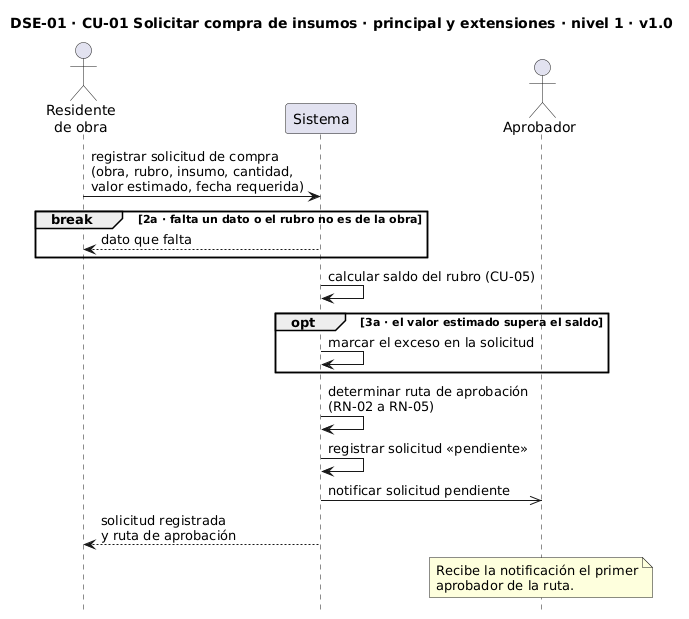 DSE-01 · CU-01 Solicitar compra de insumos · principal y extensiones · nivel 1 · v1.0
Residente
de obra
Sistema
Aprobador
registrar solicitud de compra
(obra, rubro, insumo, cantidad,
valor estimado, fecha requerida)
break
[2a · falta un dato o el rubro no es de la obra]
dato que falta
calcular saldo del rubro (CU-05)
opt
[3a · el valor estimado supera el saldo]
marcar el exceso en la solicitud
determinar ruta de aprobación
(RN-02 a RN-05)
registrar solicitud «pendiente»
notificar solicitud pendiente
solicitud registrada
y ruta de aprobación
Recibe la notificación el primer
aprobador de la ruta.